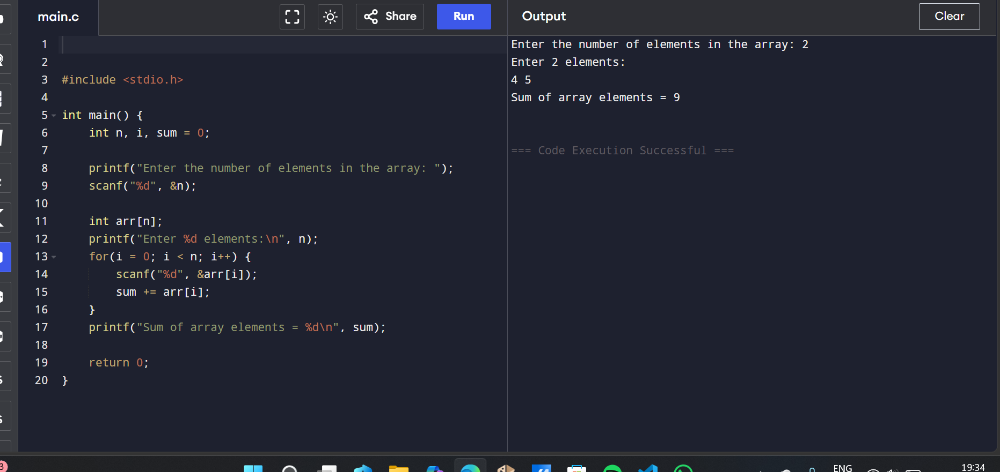 main.c
Share
Run
Output
Clear
1
2
3 #include <stdio.h>
4
5 int main() {
6 int n, i, sum = 0;
7
8 printf("Enter the number of elements in the array: ");
9 scanf("%d", &n);
10
11 int arr[n];
12 printf("Enter %d elements:\n", n);
13 for(i = 0; i < n; i++) {
14 scanf("%d", &arr[i]);
15 sum += arr[i];
16 }
17 printf("Sum of array elements = %d\n", sum);
18
19 return 0;
20 }
Enter the number of elements in the array: 2
Enter 2 elements:
4 5
Sum of array elements = 9
=== Code Execution Successful ===
3
ENG
19:34